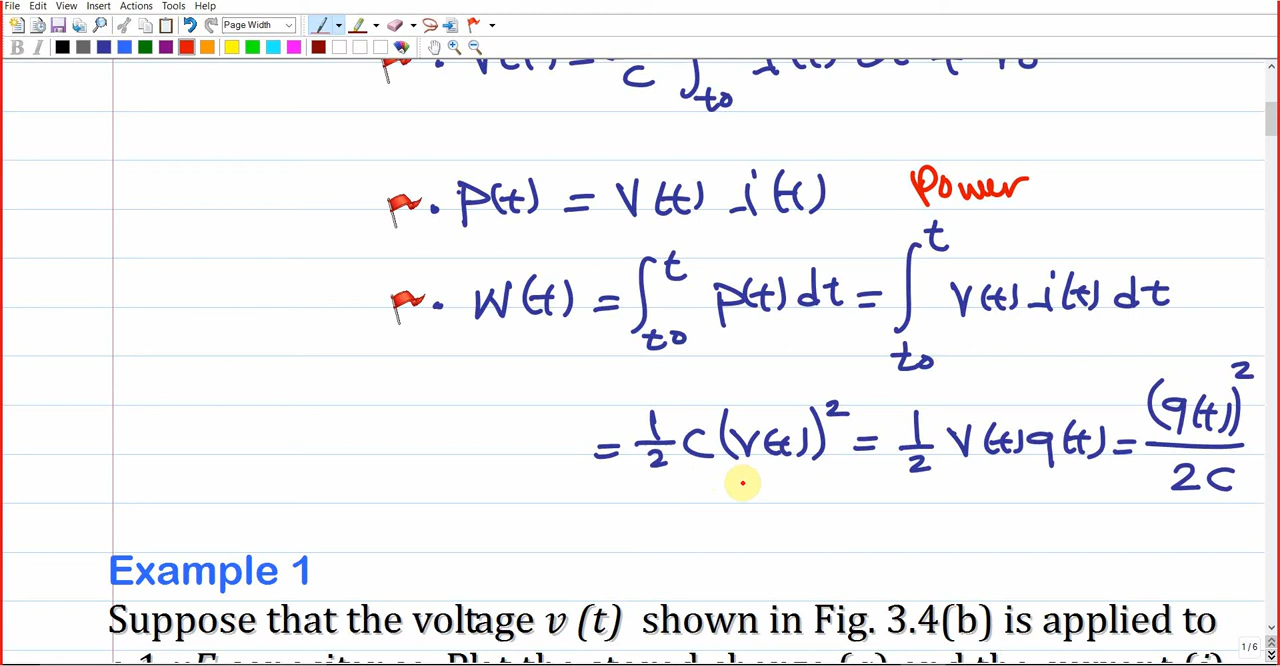 File Edit View Insert Actions Tools Help
Page Width
B I
C t0
• P(t) = V(t) i(t) Power
• W(t) = ∫_{t0}^{t} P(t) dt = ∫_{t0}^{t} V(t) i(t) dt
= 1/2 C (V(t))^2 = 1/2 V(t) q(t) = (q(t))^2 / 2C
Example 1
Suppose that the voltage v (t) shown in Fig. 3.4(b) is applied to
1/6